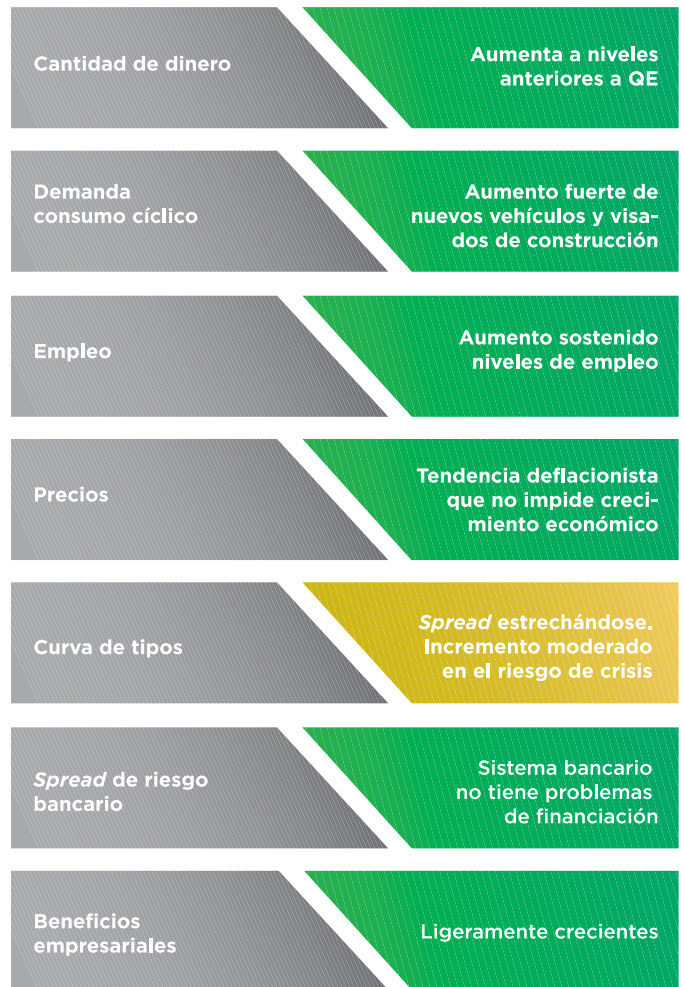 Cantidad de dinero
Aumenta a niveles
anteriores a QE
Demanda
consumo cíclico
Aumento fuerte de
nuevos vehículos y visa-
dos de construcción
Empleo
Aumento sostenido
niveles de empleo
Precios
Tendencia deflacionista
que no impide creci-
miento económico
Curva de tipos
Spread estrechándose.
Incremento moderado
en el riesgo de crisis
Spread de riesgo
bancario
Sistema bancario
no tiene problemas
de financiación
Beneficios
empresariales
Ligeramente crecientes